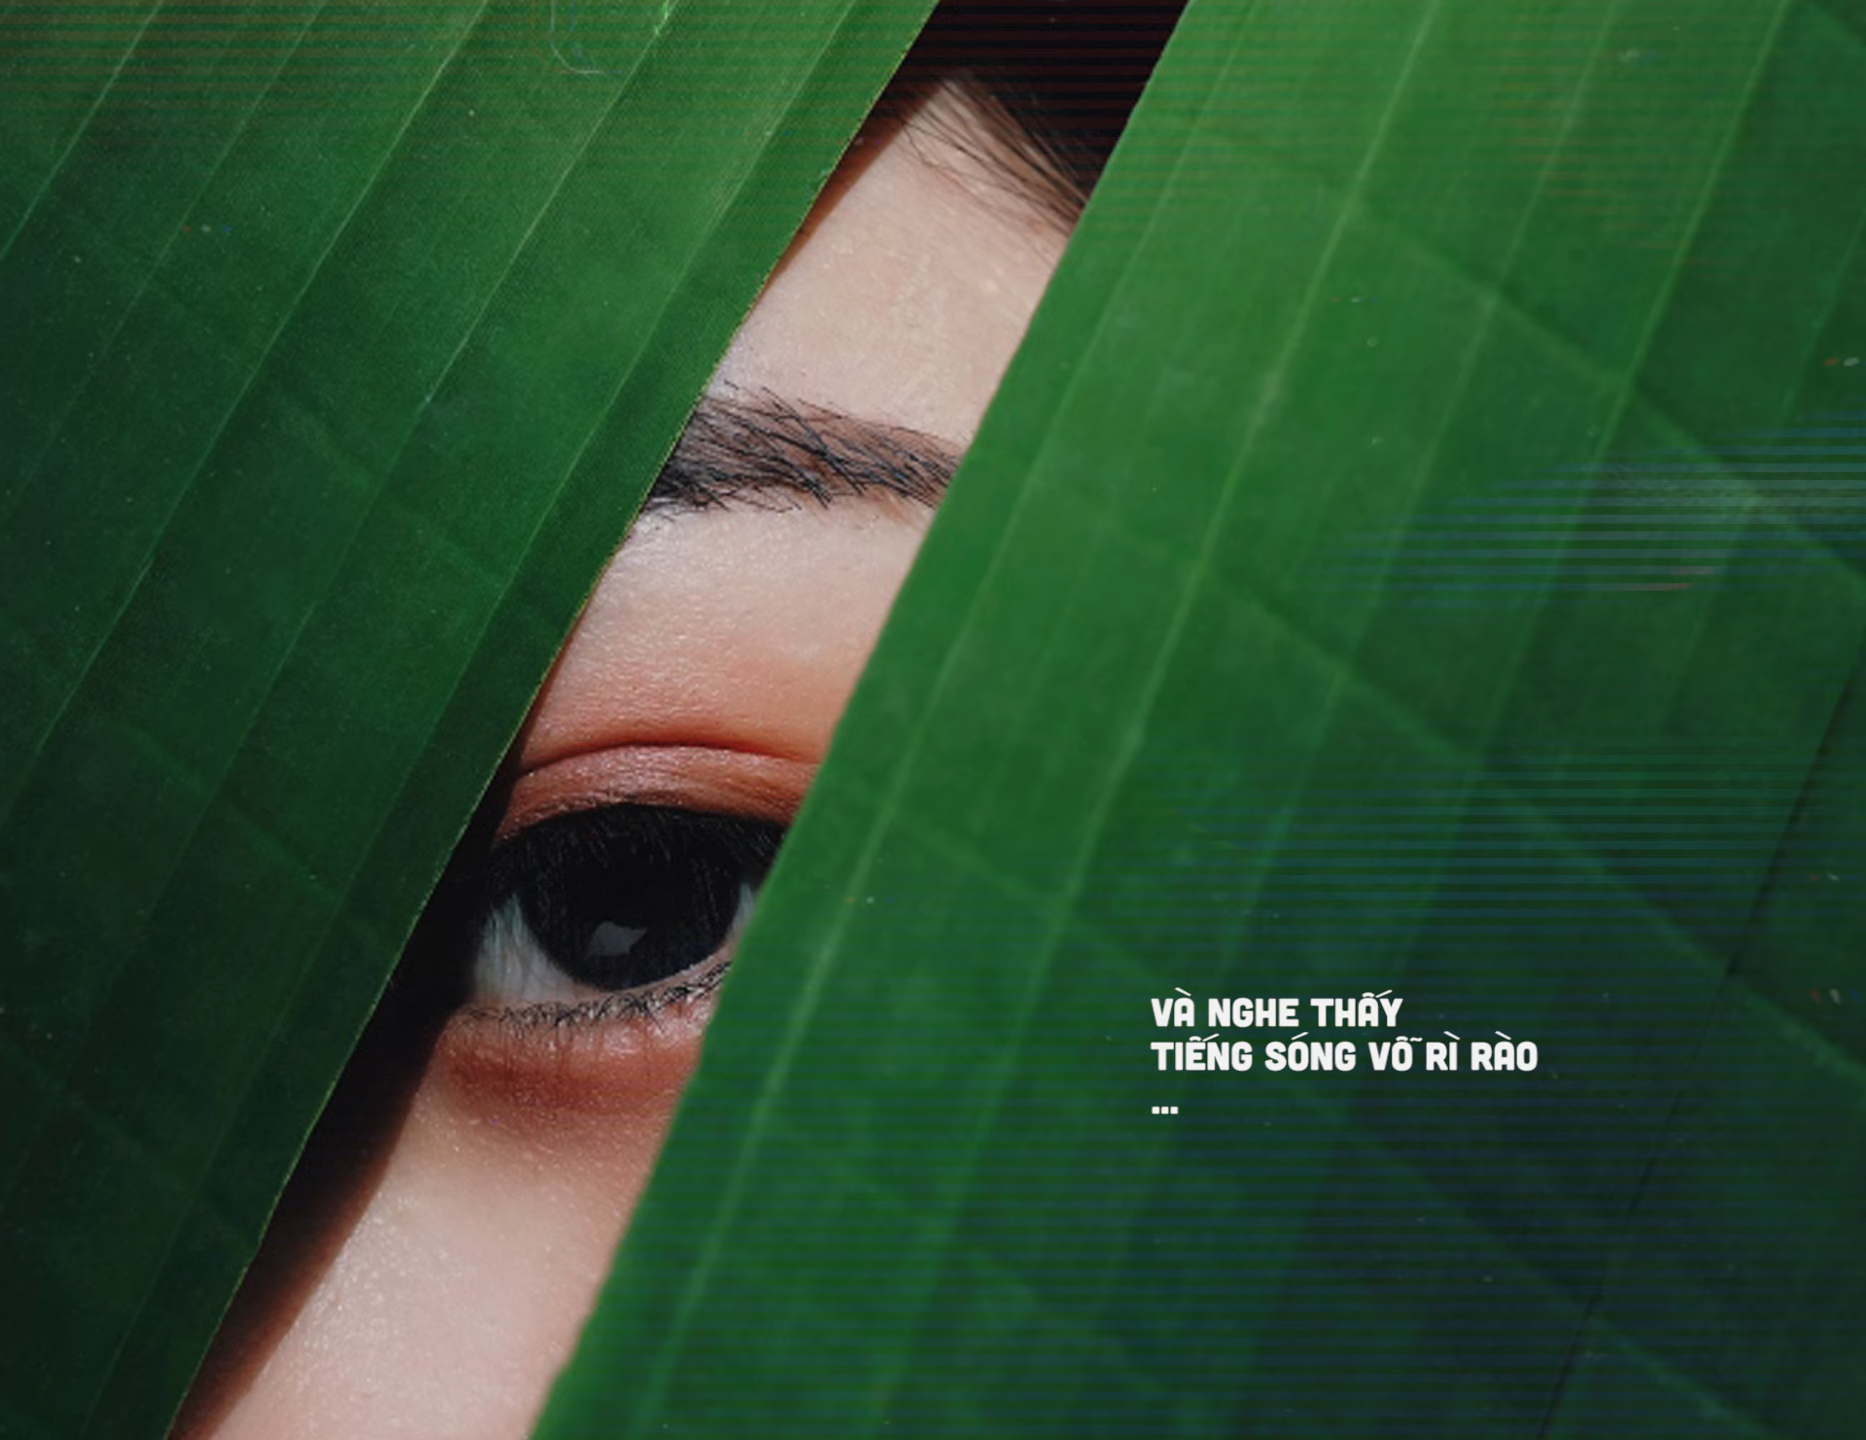 VÀ NGHE THẤY
TIẾNG SÓNG VỖ RÌ RÀO
...